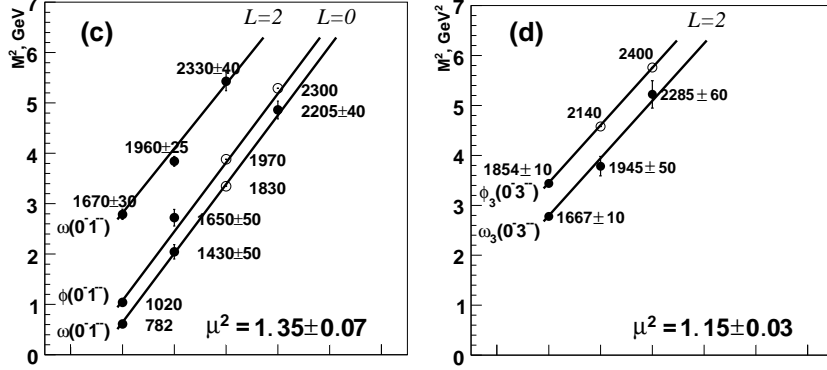 M², GeV²
7
6
5
4
3
2
1
0
(c)
L=2
L=0
2330±40
2300
2205±40
1960±25
1970
1830
1670±30
ω(0⁻1⁻⁻)
1650±50
1430±50
ϕ(0⁻1⁻⁻)
1020
ω(0⁻1⁻⁻)
782
μ² = 1.35±0.07
M², GeV²
7
6
5
4
3
2
1
0
(d)
L=2
2400
2285±60
2140
1854±10
1945±50
ϕ₃(0⁻3⁻⁻)
1667±10
ω₃(0⁻3⁻⁻)
μ² = 1.15±0.03